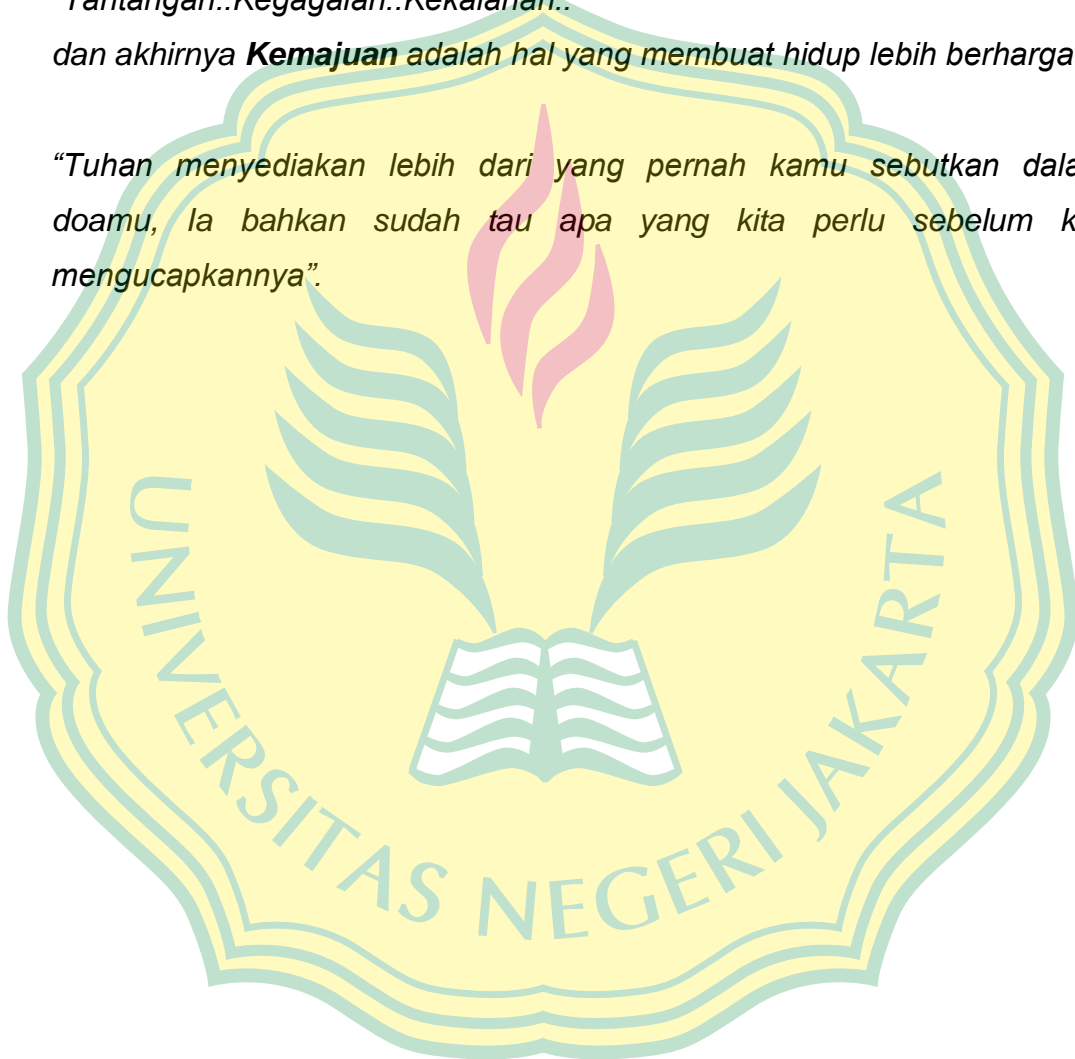 Tantangan..Kegagalan..Kekalahan..
dan akhirnya Kemajuan adalah hal yang membuat hidup lebih berharga
“Tuhan menyediakan lebih dari yang pernah kamu sebutkan
doamu, Ia bahkan sudah tau apa yang kita perlu sebelum
mengucapkannya”.
UNIVERSITAS NEGERI JAKARTA